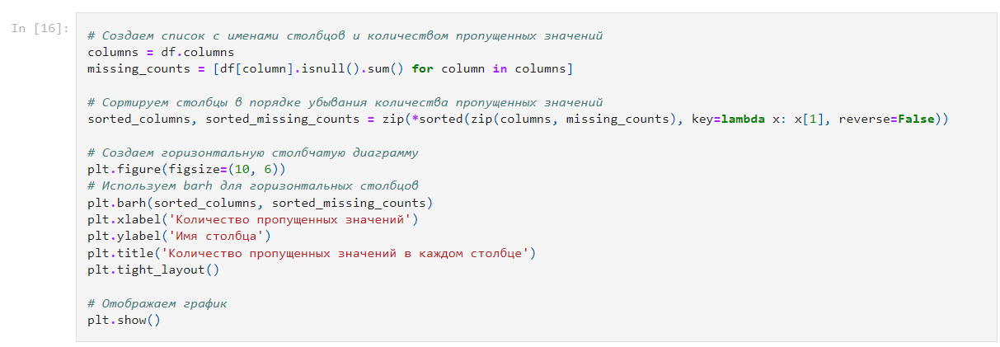 In [16]:
# Создаем список с именами столбцов и количеством пропущенных значений
columns = df.columns
missing_counts = [df[column].isnull().sum() for column in columns]
# Сортируем столбцы в порядке убывания количества пропущенных значений
sorted_columns, sorted_missing_counts = zip(*sorted(zip(columns, missing_counts), key=lambda x: x[1], reverse=False))
# Создаем горизонтальную столбчатую диаграмму
plt.figure(figsize=(10, 6))
# Используем barh для горизонтальных столбцов
plt.barh(sorted_columns, sorted_missing_counts)
plt.xlabel('Количество пропущенных значений')
plt.ylabel('Имя столбца')
plt.title('Количество пропущенных значений в каждом столбце')
plt.tight_layout()
# Отображаем график
plt.show()